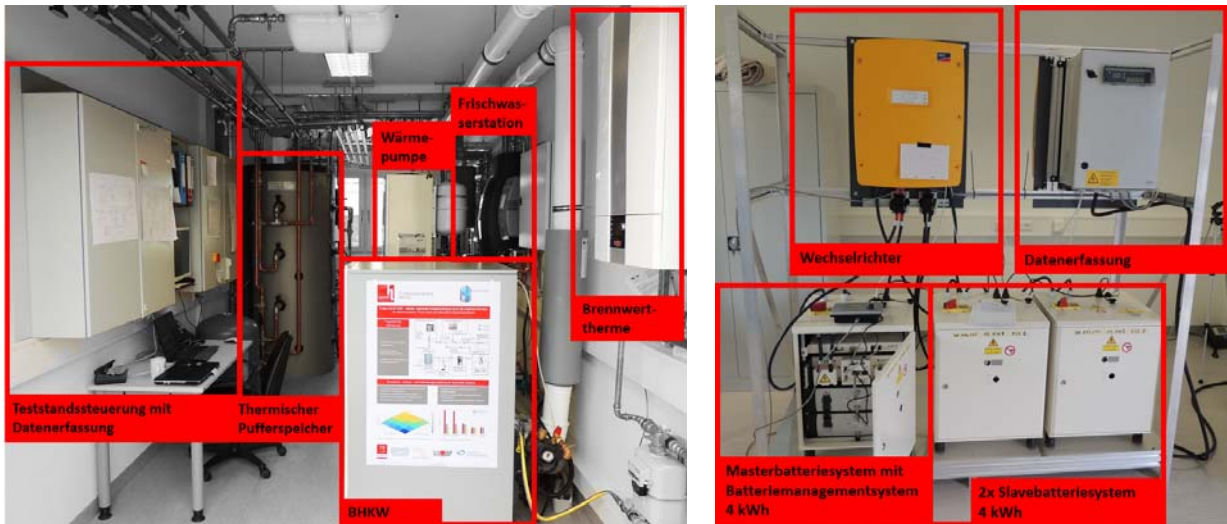 Frischwas-
serstation
Wärme-
pumpe
Brennwert-
therme
Teststandssteuerung mit
Datenerfassung
Thermischer
Pufferspeicher
BHKW
Wechselrichter
Datenerfassung
Masterbatteriesystem mit
Batteriemanagementsystem
4 kWh
2x Slavebatteriesystem
4 kWh